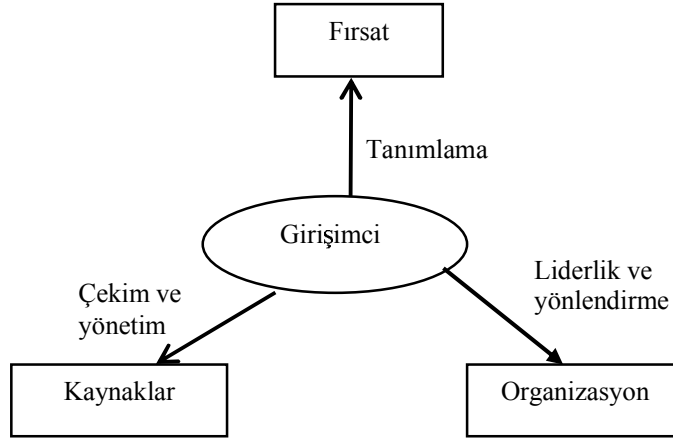 Fırsat
Tanımlama
Girişimci
Çekim ve
yönetim
Liderlik ve
yönlendirme
Kaynaklar
Organizasyon